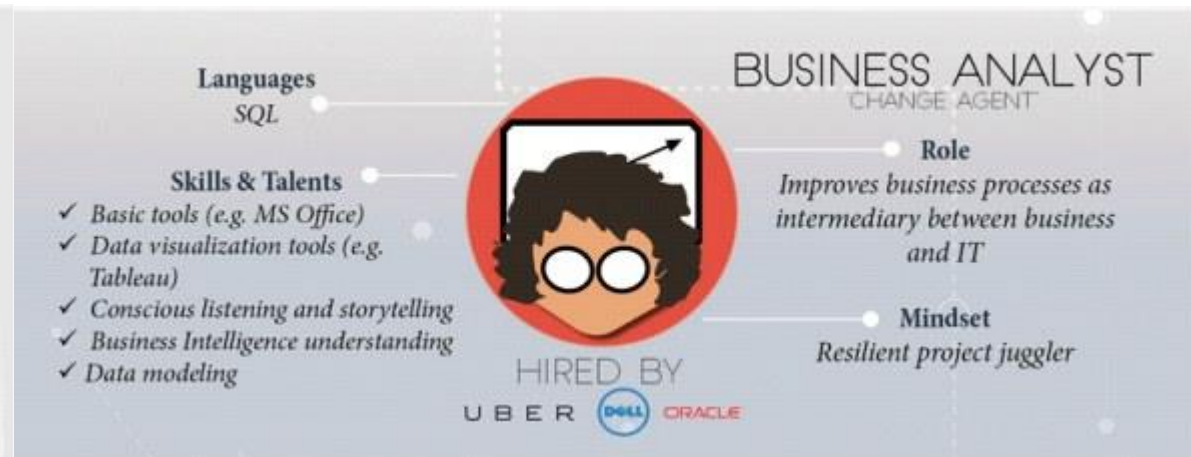 Languages
SQL
Skills & Talents
✓ Basic tools (e.g. MS Office)
✓ Data visualization tools (e.g.
Tableau)
✓ Conscious listening and storytelling
✓ Business Intelligence understanding
✓ Data modeling
HIRED BY
UBER DELL ORACLE
BUSINESS ANALYST
CHANGE AGENT
Role
Improves business processes as
intermediary between business
and IT
Mindset
Resilient project juggler